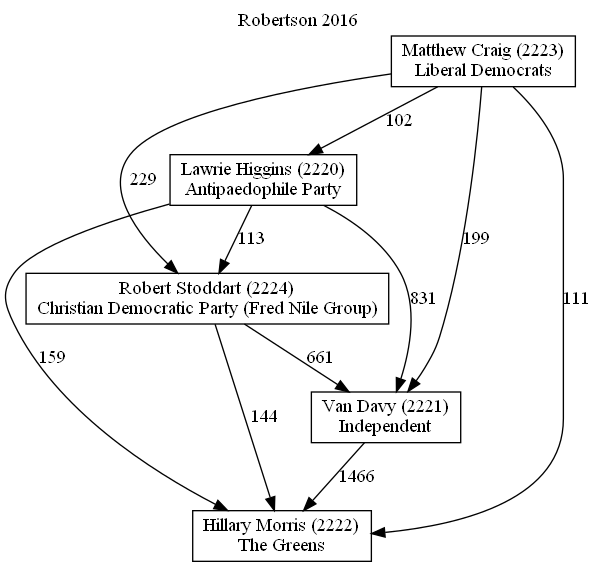 Robertson 2016
Matthew Craig (2223)
Liberal Democrats
102
Lawrie Higgins (2220)
Antipaedophile Party
229
113
199
Robert Stoddart (2224)
Christian Democratic Party (Fred Nile Group)
831
111
159
661
Van Davy (2221)
Independent
144
1466
Hillary Morris (2222)
The Greens